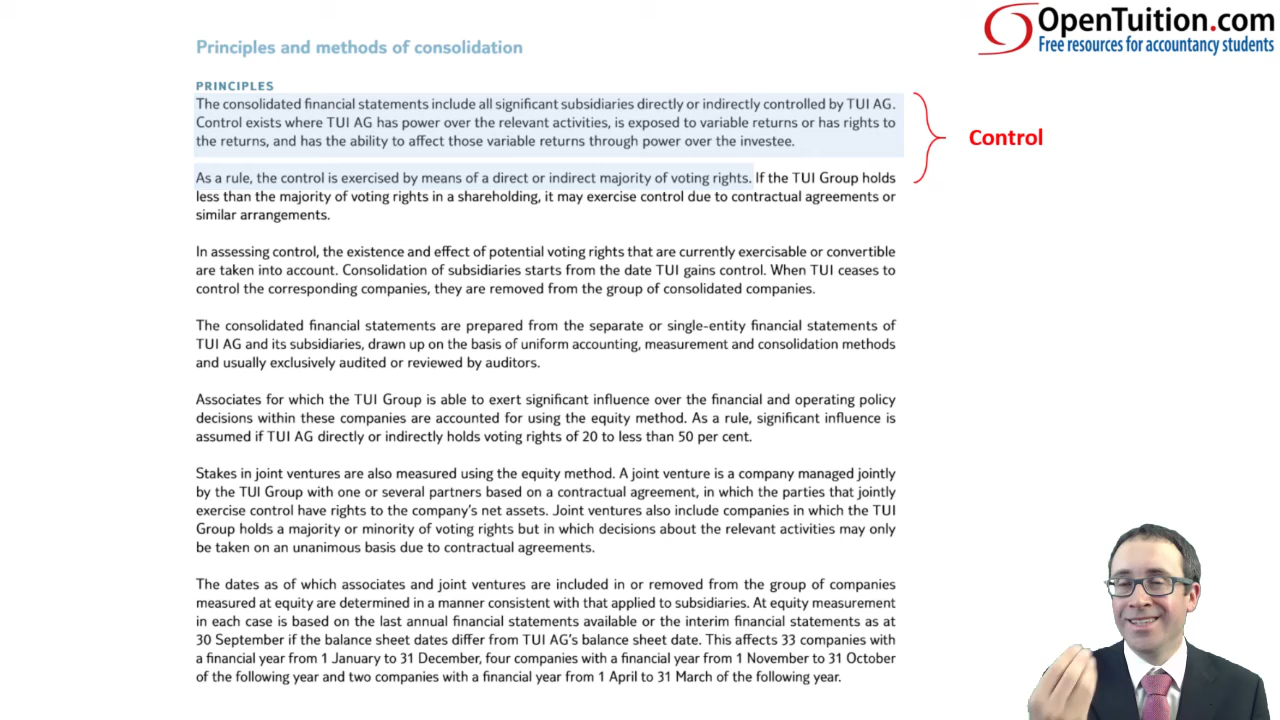 OpenTuition.com
Free resources for accountancy students
Principles and methods of consolidation
PRINCIPLES
The consolidated financial statements include all significant subsidiaries directly or indirectly controlled by TUI AG.
Control exists where TUI AG has power over the relevant activities, is exposed to variable returns or has rights to
the returns, and has the ability to affect those variable returns through power over the investee.
Control
As a rule, the control is exercised by means of a direct or indirect majority of voting rights. If the TUI Group holds
less than the majority of voting rights in a shareholding, it may exercise control due to contractual agreements or
similar arrangements.
In assessing control, the existence and effect of potential voting rights that are currently exercisable or convertible
are taken into account. Consolidation of subsidiaries starts from the date TUI gains control. When TUI ceases to
control the corresponding companies, they are removed from the group of consolidated companies.
The consolidated financial statements are prepared from the separate or single-entity financial statements of
TUI AG and its subsidiaries, drawn up on the basis of uniform accounting, measurement and consolidation methods
and usually exclusively audited or reviewed by auditors.
Associates for which the TUI Group is able to exert significant influence over the financial and operating policy
decisions within these companies are accounted for using the equity method. As a rule, significant influence is
assumed if TUI AG directly or indirectly holds voting rights of 20 to less than 50 per cent.
Stakes in joint ventures are also measured using the equity method. A joint venture is a company managed jointly
by the TUI Group with one or several partners based on a contractual agreement, in which the parties that jointly
exercise control have rights to the company's net assets. Joint ventures also include companies in which the TUI
Group holds a majority or minority of voting rights but in which decisions about the relevant activities may only
be taken on an unanimous basis due to contractual agreements.
The dates as of which associates and joint ventures are included in or removed from the group of companies
measured at equity are determined in a manner consistent with that applied to subsidiaries. At equity measurement
in each case is based on the last annual financial statements available or the interim financial statements as at
30 September if the balance sheet dates differ from TUI AG's balance sheet date. This affects 33 companies with
a financial year from 1 January to 31 December, four companies with a financial year from 1 November to 31 October
of the following year and two companies with a financial year from 1 April to 31 March of the following year.